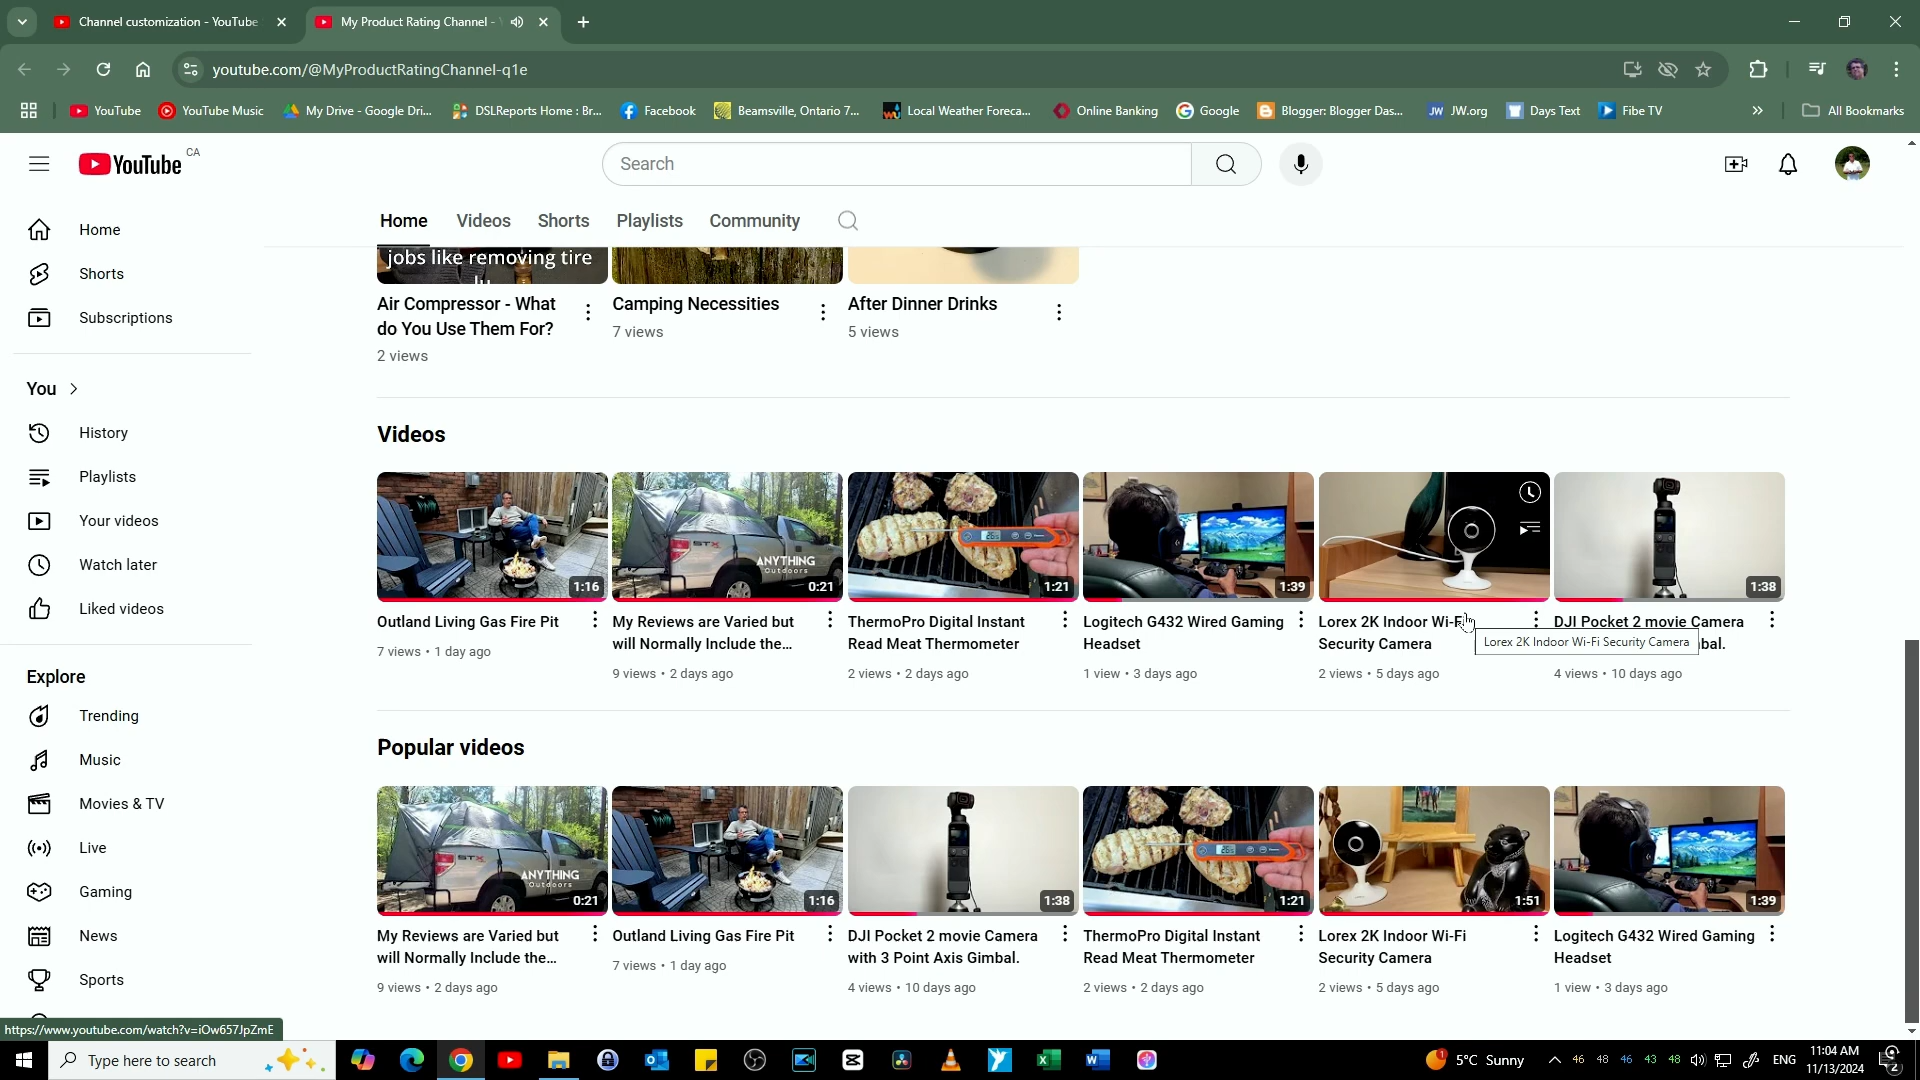 Channel customization - YouTube
My Product Rating Channel -
youtube.com/@MyProductRatingChannel-q1e
YouTube
YouTube Music
My Drive - Google Dri...
DSLReports Home : Br...
Facebook
Beamsville, Ontario 7...
Local Weather Foreca...
Online Banking
Google
Blogger: Blogger Das...
JW.org
Days Text
Fibe TV
»
All Bookmarks
YouTube CA
Search
Home
Shorts
Subscriptions
You >
History
Playlists
Your videos
Watch later
Liked videos
Explore
Trending
Music
Movies & TV
Live
Gaming
News
Sports
Home Videos Shorts Playlists Community
jobs like removing tire
Air Compressor - What
do You Use Them For?
2 views
Camping Necessities
7 views
After Dinner Drinks
5 views
Videos
1:16
Outland Living Gas Fire Pit
7 views • 1 day ago
STX
ANYTHING
Outdoors
0:21
My Reviews are Varied but
will Normally Include the...
9 views • 2 days ago
1:21
ThermoPro Digital Instant
Read Meat Thermometer
2 views • 2 days ago
1:39
Logitech G432 Wired Gaming
Headset
1 view • 3 days ago
Lorex 2K Indoor Wi-Fi
Security Camera
2 views • 5 days ago
Lorex 2K Indoor Wi-Fi Security Camera
1:38
DJI Pocket 2 movie Camera
4 views • 10 days ago
Popular videos
STX
ANYTHING
Outdoors
0:21
My Reviews are Varied but
will Normally Include the...
9 views • 2 days ago
1:16
Outland Living Gas Fire Pit
7 views • 1 day ago
1:38
DJI Pocket 2 movie Camera
with 3 Point Axis Gimbal.
4 views • 10 days ago
1:21
ThermoPro Digital Instant
Read Meat Thermometer
2 views • 2 days ago
1:51
Lorex 2K Indoor Wi-Fi
Security Camera
2 views • 5 days ago
1:39
Logitech G432 Wired Gaming
Headset
1 view • 3 days ago
https://www.youtube.com/watch?v=iOw657JpZmE
Type here to search
5°C Sunny
46 48 46 43 48
ENG
11:04 AM
11/13/2024
2